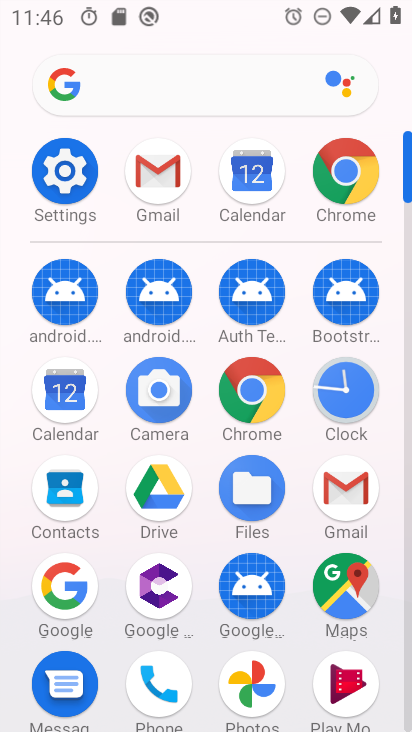 11:46
Settings Gmail Calendar Chrome
12
android.... android.... Auth Te... Bootstr...
12
Calendar Camera Chrome Clock
Contacts Drive Files Gmail
Google Google ... Google... Maps
Messag Phone Photos Play Mo